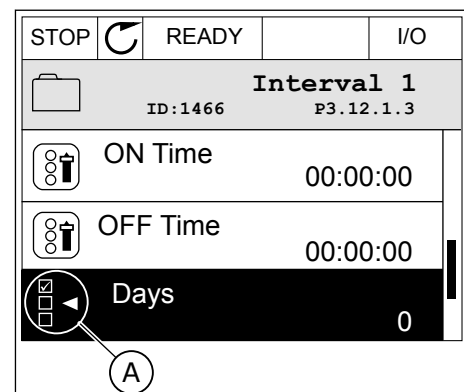 STOP READY I/O
Interval 1
ID:1466 P3.12.1.3
ON Time
00:00:00
OFF Time
00:00:00
Days
0
A